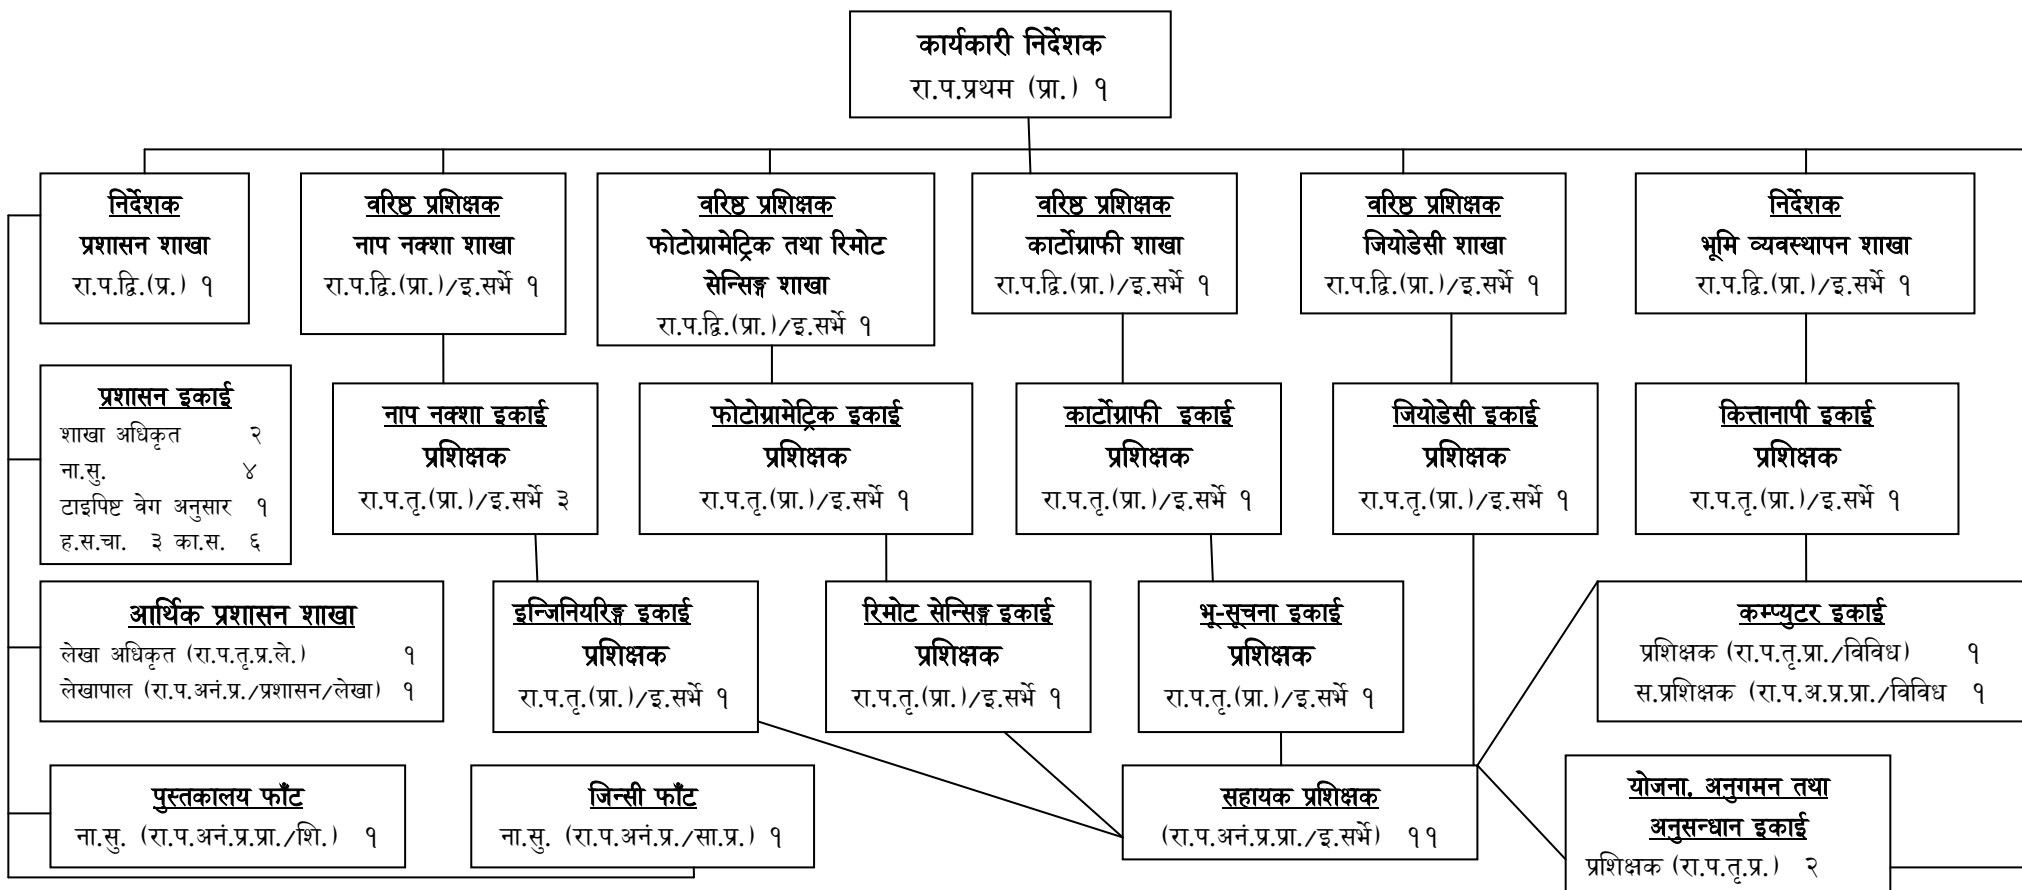 कार्यकारी निर्देशक
रा.प.प्रथम (प्रा.) १
निर्देशक
प्रशासन शाखा
रा.प.द्वि.(प्र.) १
वरिष्ठ प्रशिक्षक
नाप नक्शा शाखा
रा.प.द्वि.(प्रा.)/इ.सर्भे १
वरिष्ठ प्रशिक्षक
फोटोग्रामेट्रिक तथा रिमोट
सेन्सिङ्ग शाखा
रा.प.द्वि.(प्रा.)/इ.सर्भे १
वरिष्ठ प्रशिक्षक
कार्टोग्राफी शाखा
रा.प.द्वि.(प्रा.)/इ.सर्भे १
वरिष्ठ प्रशिक्षक
जियोडेसी शाखा
रा.प.द्वि.(प्रा.)/इ.सर्भे १
निर्देशक
भूमि व्यवस्थापन शाखा
रा.प.द्वि.(प्रा.)/इ.सर्भे १
प्रशासन इकाई
शाखा अधिकृत २
ना.सु. ४
टाइपिष्ट वेग अनुसार १
ह.स.चा. ३ का.स. ६
नाप नक्शा इकाई
प्रशिक्षक
रा.प.तृ.(प्रा.)/इ.सर्भे ३
फोटोग्रामेट्रिक इकाई
प्रशिक्षक
रा.प.तृ.(प्रा.)/इ.सर्भे १
कार्टोग्राफी इकाई
प्रशिक्षक
रा.प.तृ.(प्रा.)/इ.सर्भे १
जियोडेसी इकाई
प्रशिक्षक
रा.प.तृ.(प्रा.)/इ.सर्भे १
कित्तानापी इकाई
प्रशिक्षक
रा.प.तृ.(प्रा.)/इ.सर्भे १
आर्थिक प्रशासन शाखा
लेखा अधिकृत (रा.प.तृ.प्र.ले.) १
लेखापाल (रा.प.अनं.प्र./प्रशासन/लेखा) १
इन्जिनियरिङ्ग इकाई
प्रशिक्षक
रा.प.तृ.(प्रा.)/इ.सर्भे १
रिमोट सेन्सिङ्ग इकाई
प्रशिक्षक
रा.प.तृ.(प्रा.)/इ.सर्भे १
भू-सूचना इकाई
प्रशिक्षक
रा.प.तृ.(प्रा.)/इ.सर्भे १
कम्प्युटर इकाई
प्रशिक्षक (रा.प.तृ.प्रा./विविध) १
स.प्रशिक्षक (रा.प.अ.प्र.प्रा./विविध १
पुस्तकालय फाँट
ना.सु. (रा.प.अनं.प्र.प्रा./शि.) १
जिन्सी फाँट
ना.सु. (रा.प.अनं.प्र./सा.प्र.) १
सहायक प्रशिक्षक
(रा.प.अनं.प्र.प्रा./इ.सर्भे) ११
योजना, अनुगमन तथा
अनुसन्धान इकाई
प्रशिक्षक (रा.प.तृ.प्र.) २